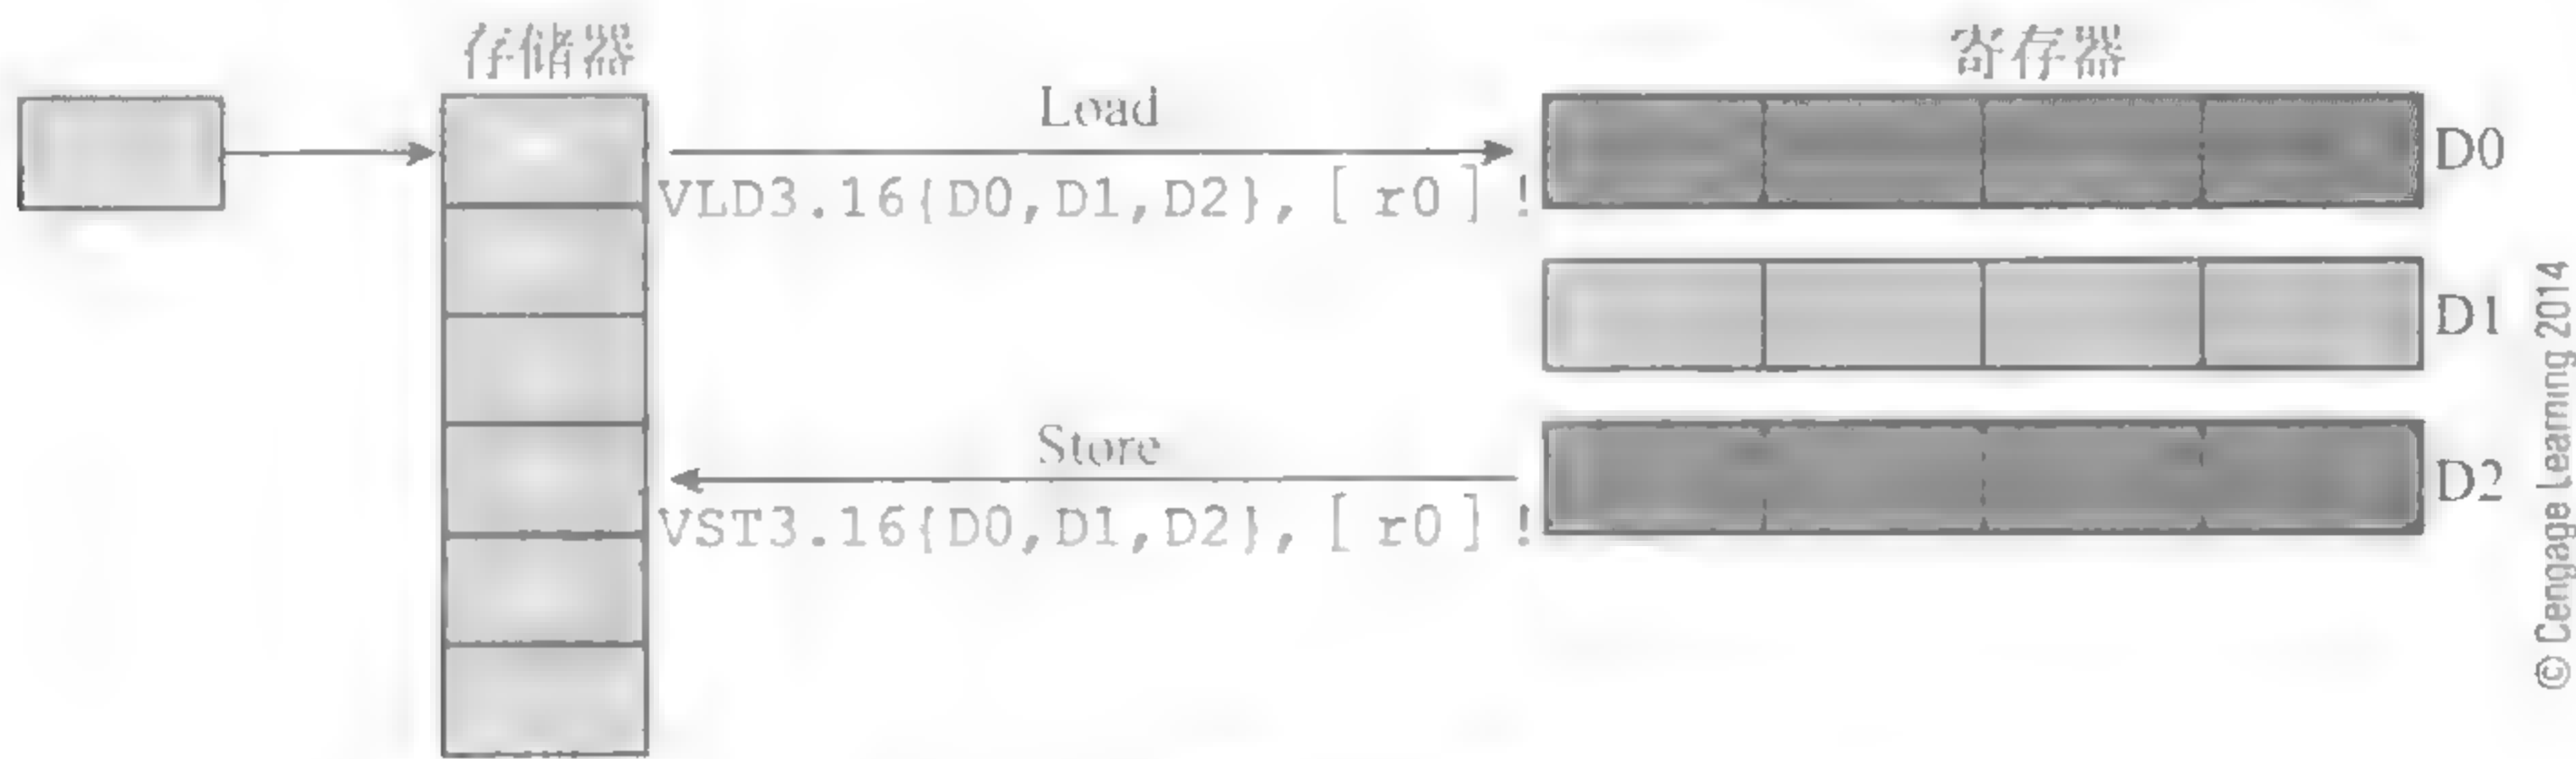 存储器
寄存器
Load
D0
VLD3.16{D0,D1,D2},[r0]!
D1
Store
D2
VST3.16{D0,D1,D2},[r0]!
© Cengage Learning 2014